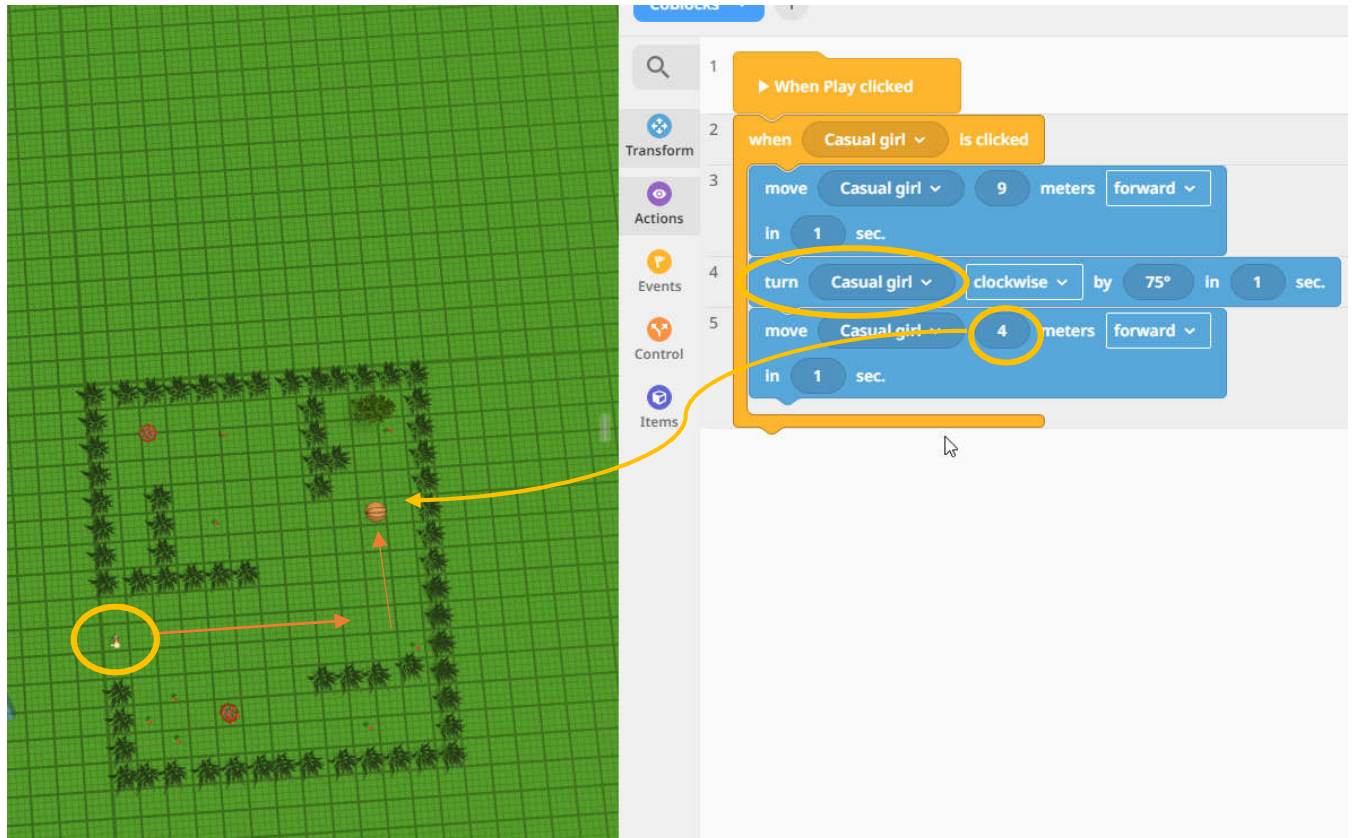 CoBlocks
1
When Play clicked
Transform
2
when Casual girl is clicked
Actions
3
move Casual girl 9 meters forward
in 1 sec.
Events
4
turn Casual girl clockwise by 75° in 1 sec.
Control
5
move Casual girl 4 meters forward
in 1 sec.
Items